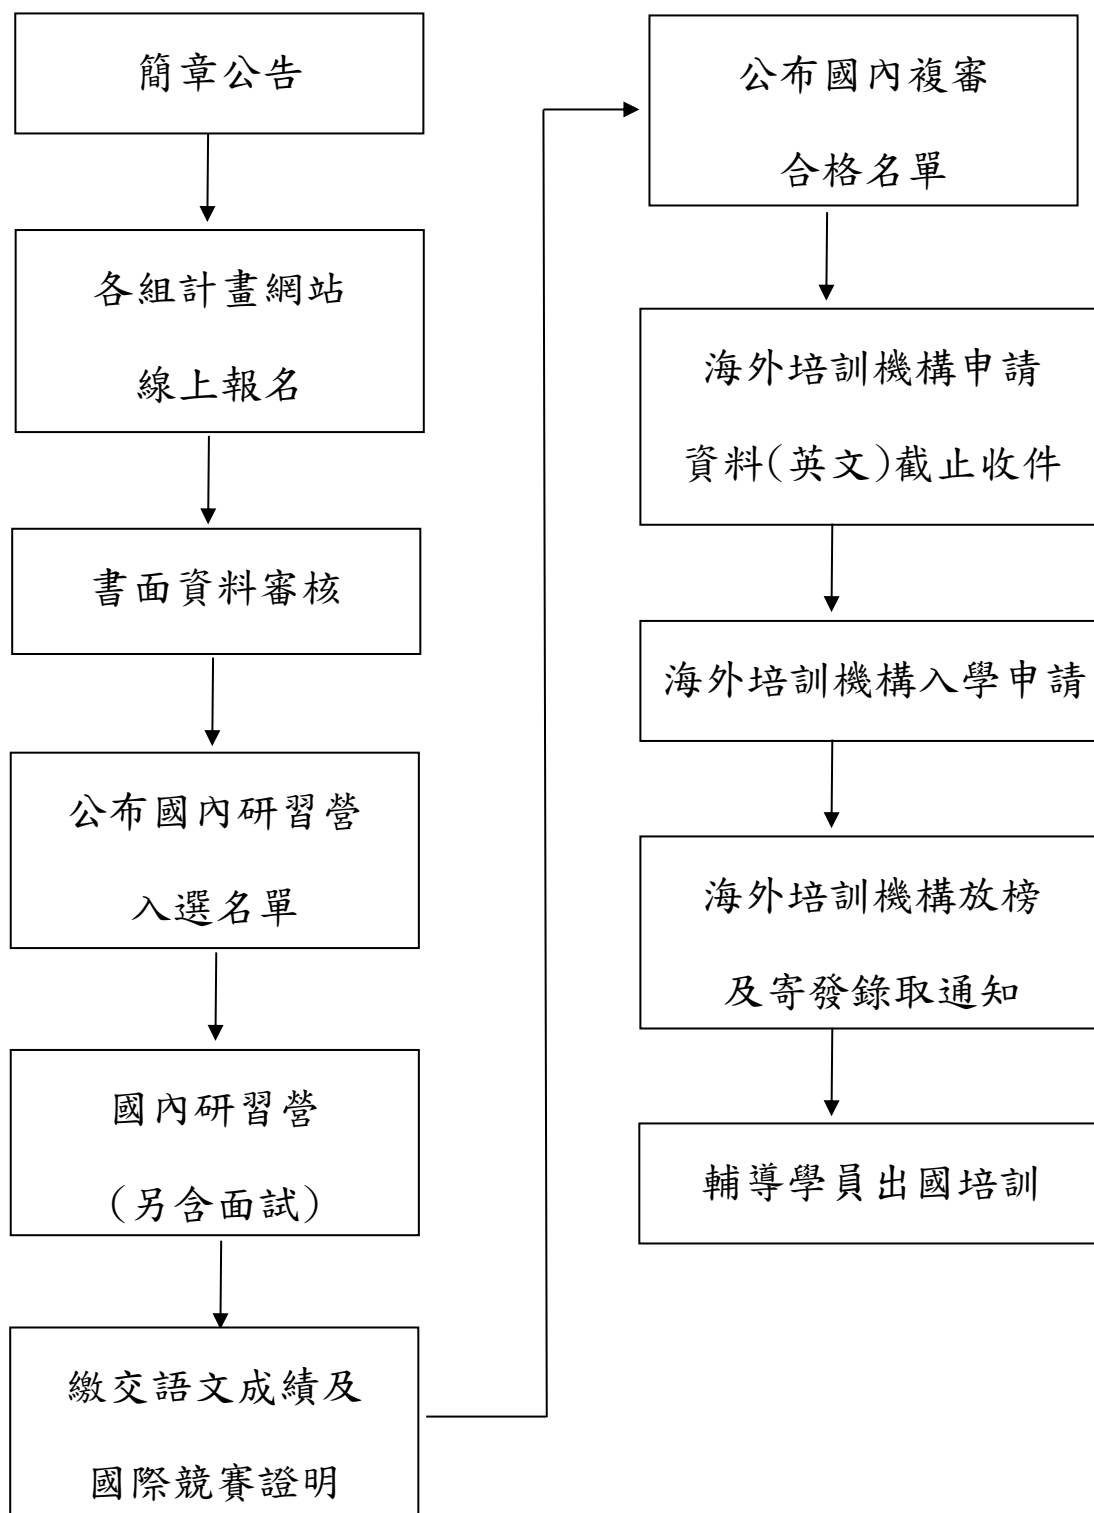 簡章公告
各組計畫網站
線上報名
書面資料審核
公布國內研習營
入選名單
國內研習營
(另含面試)
繳交語文成績及
國際競賽證明
公布國內複審
合格名單
海外培訓機構申請
資料(英文)截止收件
海外培訓機構入學申請
海外培訓機構放榜
及寄發錄取通知
輔導學員出國培訓